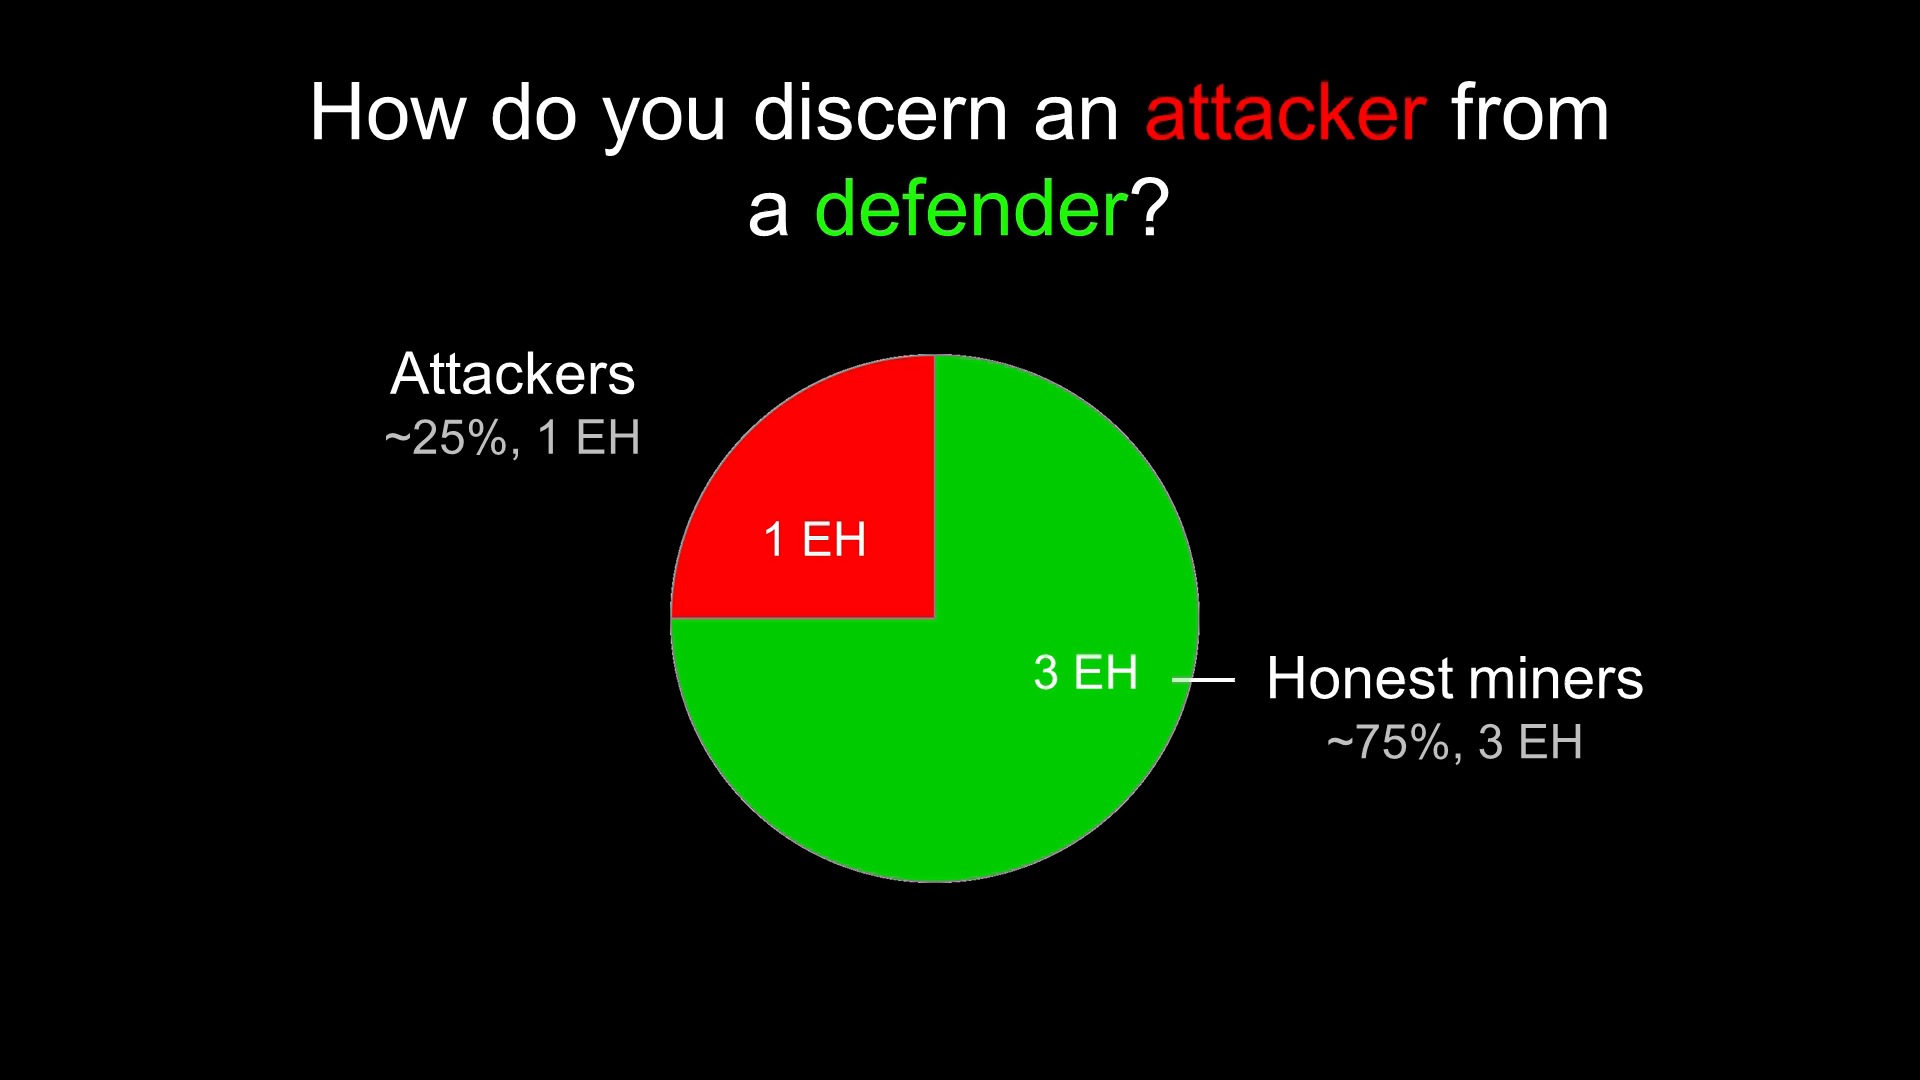 How do you discern an attacker from
a defender?
Attackers
~25%, 1 EH
1 EH
3 EH
Honest miners
~75%, 3 EH